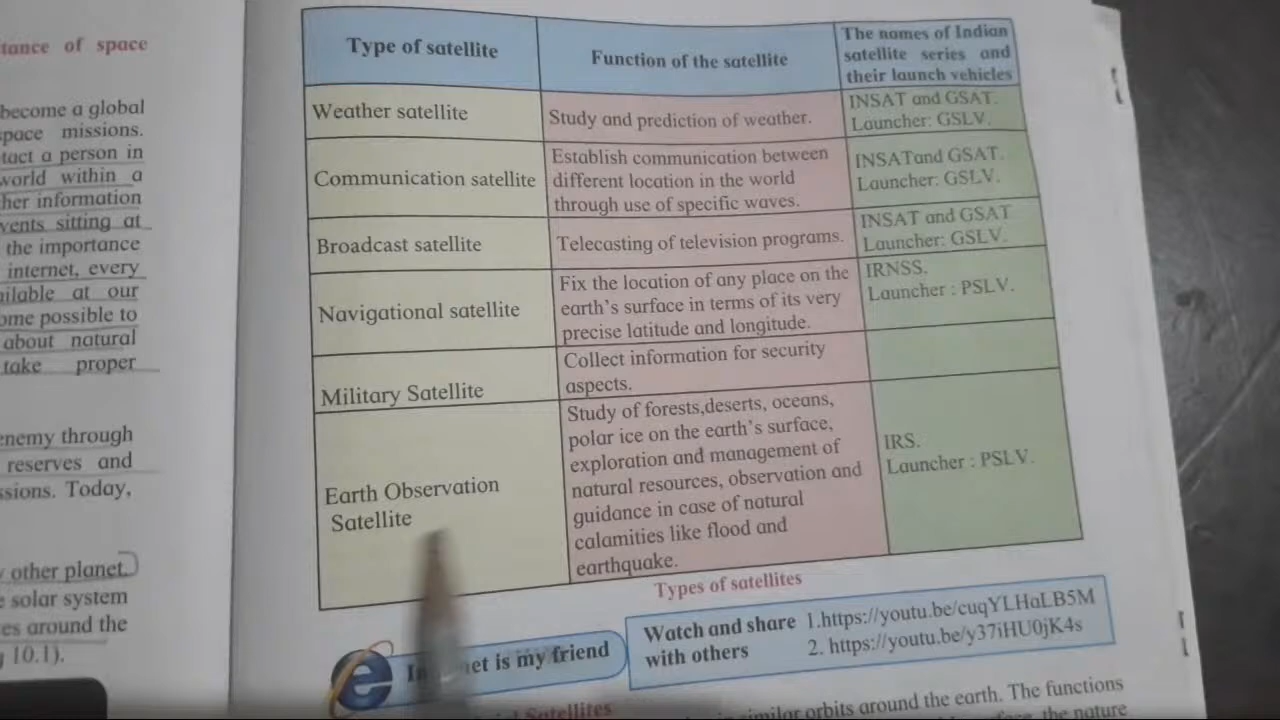 tance of space
become a global
space missions.
tact a person in
world within a
her information
vents sitting at
the importance
internet, every
ailable at our
ome possible to
about natural
take proper
enemy through
reserves and
ssions. Today,
other planet.
e solar system
es around the
10.1).
Type of satellite
Function of the satellite
The names of Indian
satellite series and
their launch vehicles
Weather satellite
Study and prediction of weather.
INSAT and GSAT.
Launcher: GSLV.
Communication satellite
Establish communication between
different location in the world
through use of specific waves.
INSATand GSAT.
Launcher: GSLV.
Broadcast satellite
Telecasting of television programs.
INSAT and GSAT
Launcher: GSLV.
Navigational satellite
Fix the location of any place on the
earth's surface in terms of its very
precise latitude and longitude.
IRNSS.
Launcher : PSLV.
Military Satellite
Collect information for security
aspects.
Earth Observation
Satellite
Study of forests,deserts, oceans,
polar ice on the earth's surface,
exploration and management of
natural resources, observation and
guidance in case of natural
calamities like flood and
earthquake.
IRS.
Launcher : PSLV.
Types of satellites
is my friend
Watch and share
with others
1.https://youtu.be/cuqYLHaLB5M
2. https://youtu.be/y37iHU0jK4s
Satellites
similar orbits around the earth. The functions
the nature